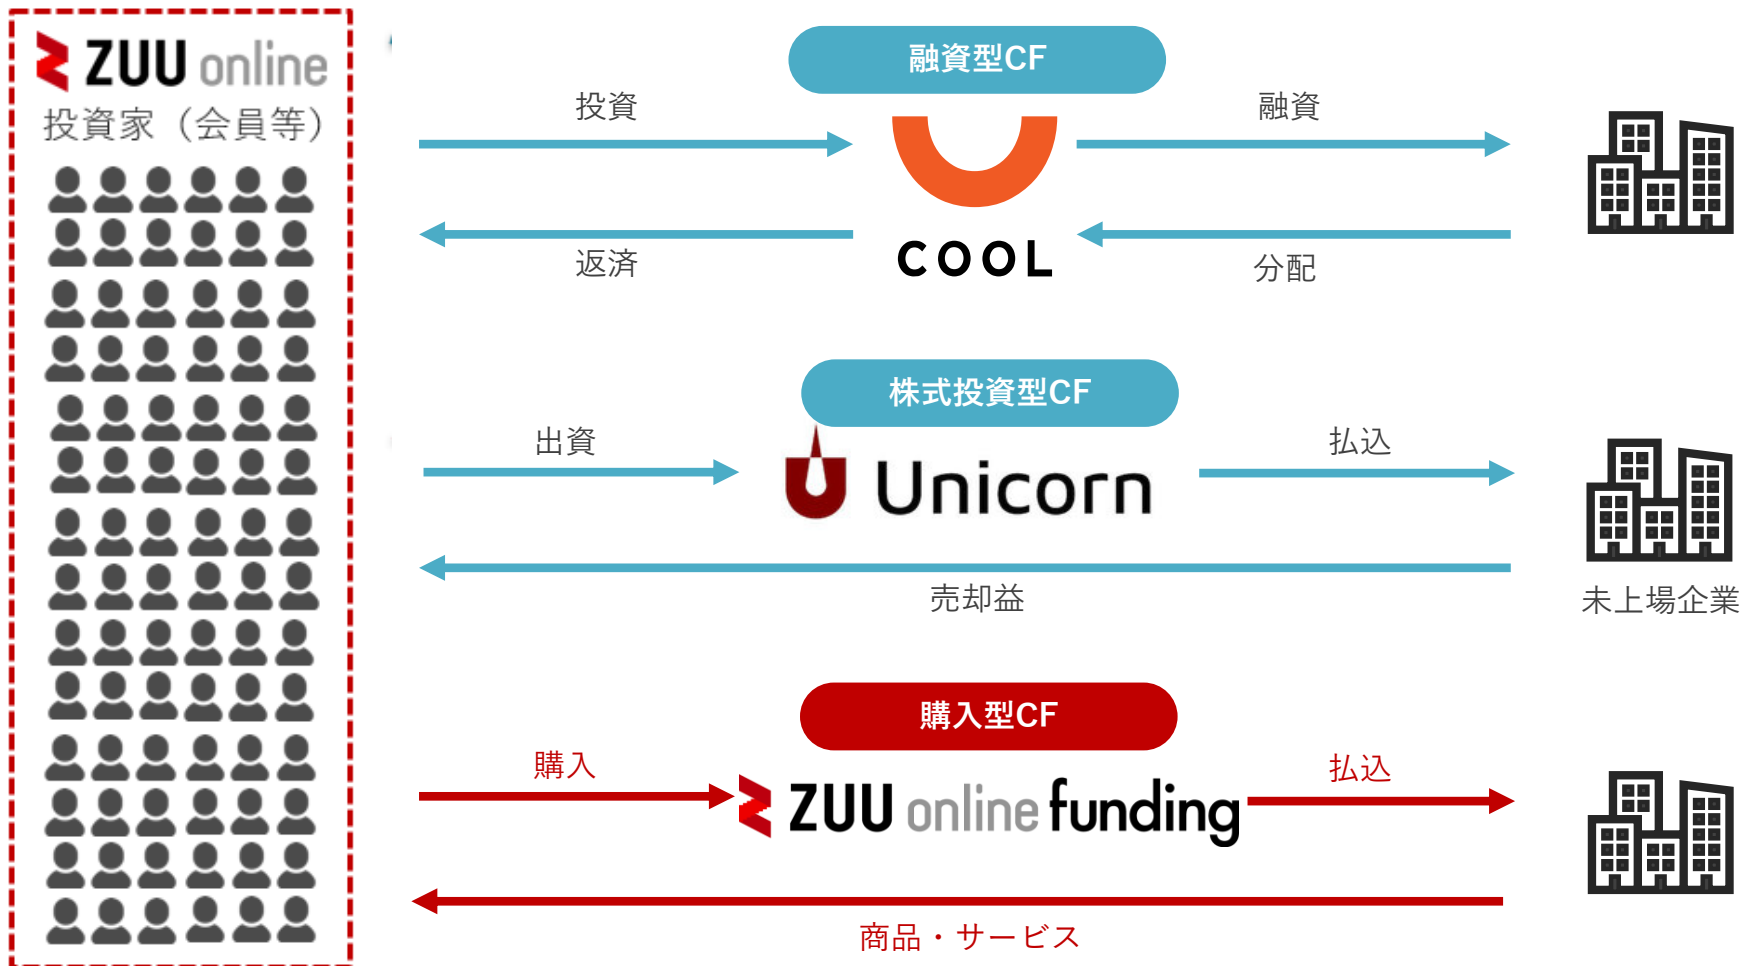 ZUU online
投資家（会員等）
融資型CF
投資
融資
COOL
返済
分配
株式投資型CF
出資
払込
Unicorn
売却益
未上場企業
購入型CF
購入
払込
ZUU online funding
商品・サービス